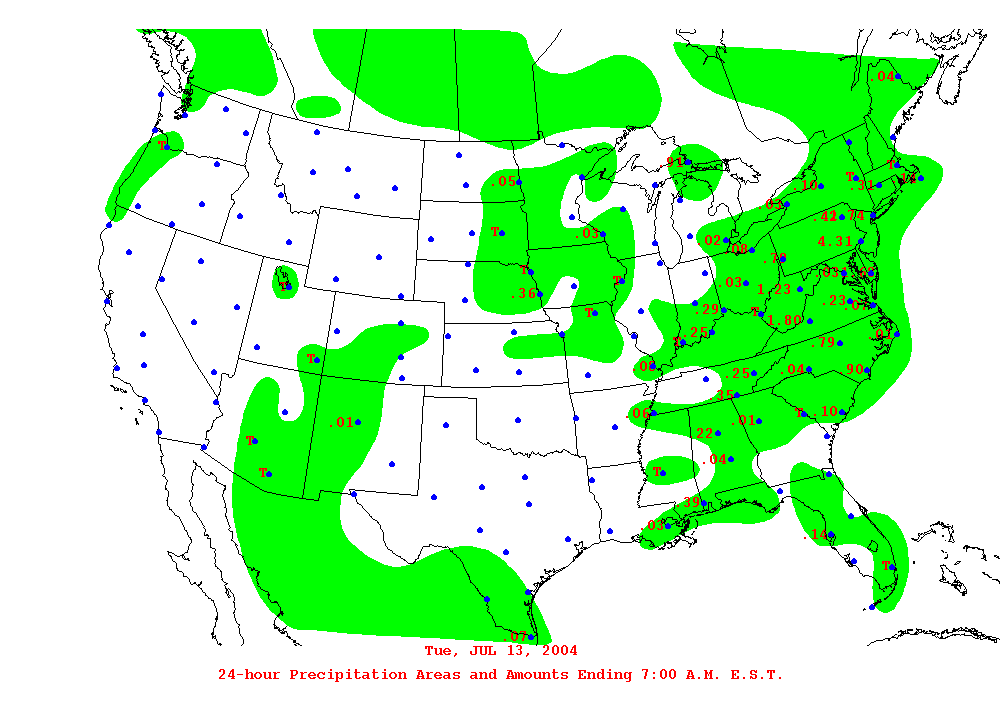 .04
T
.91
T
.05
.10
T
.31
.02
.42
.74
T
.03
.02
.08
4.31
T
T
.03
.36
1.23
.03
T
.29
.23
.07
T
T
1.80
.25
.01
T
.79
.06
.25
.04
.90
.35
.06
T
.10
.01
.01
.22
T
.04
T
T
.39
.03
.14
T
.07
Tue, JUL 13, 2004
24-hour Precipitation Areas and Amounts Ending 7:00 A.M. E.S.T.